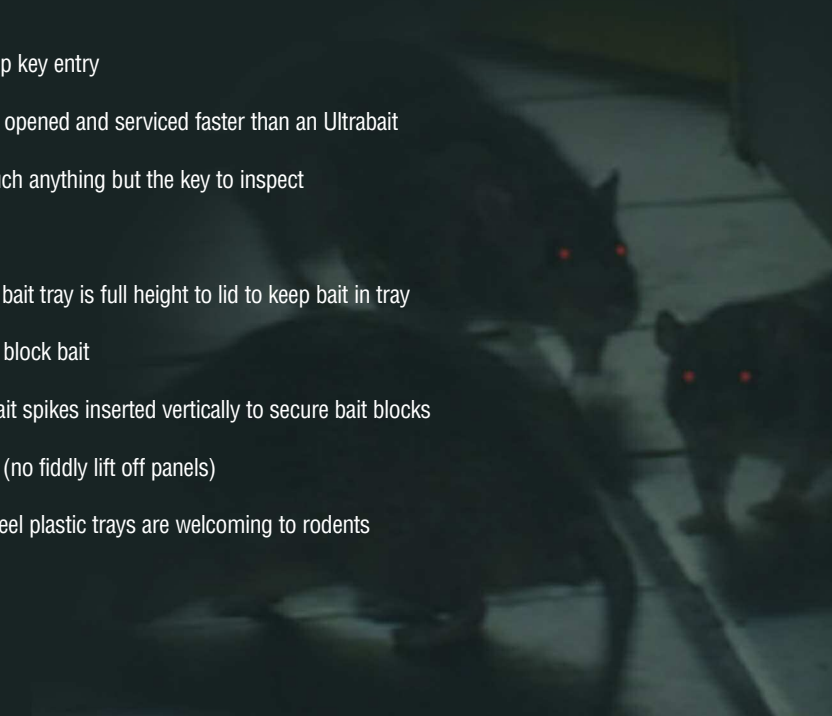 p key entry
opened and serviced faster than an Ultrabait
ch anything but the key to inspect
bait tray is full height to lid to keep bait in tray
block bait
ait spikes inserted vertically to secure bait blocks
(no fiddly lift off panels)
eel plastic trays are welcoming to rodents